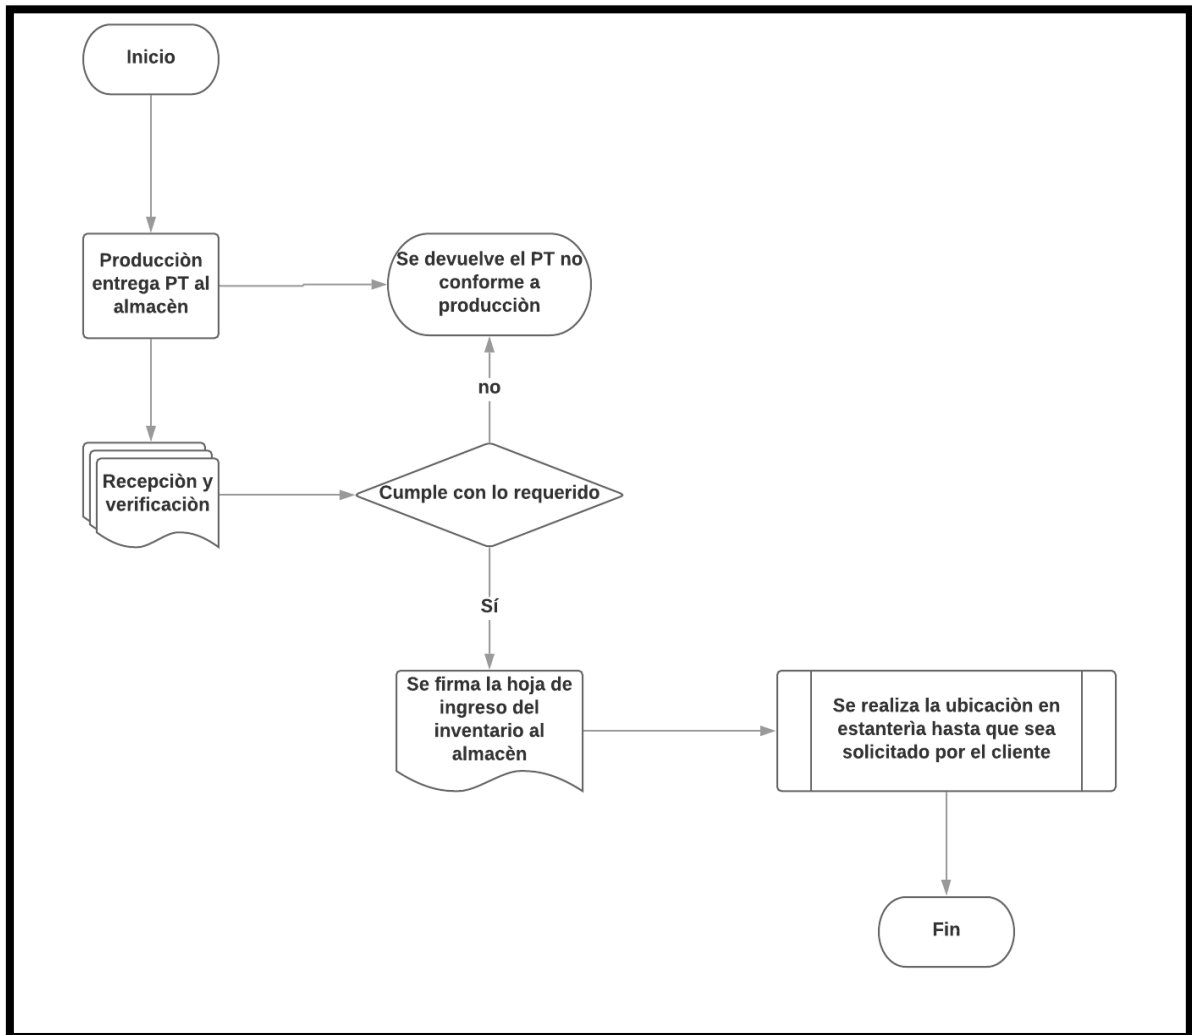 Inicio
Producciòn
entrega PT al
almacèn
Se devuelve el PT no
conforme a
producciòn
no
Recepciòn y
verificaciòn
Cumple con lo requerido
Sí
Se firma la hoja de
ingreso del
inventario al
almacèn
Se realiza la ubicaciòn en
estanterìa hasta que sea
solicitado por el cliente
Fin